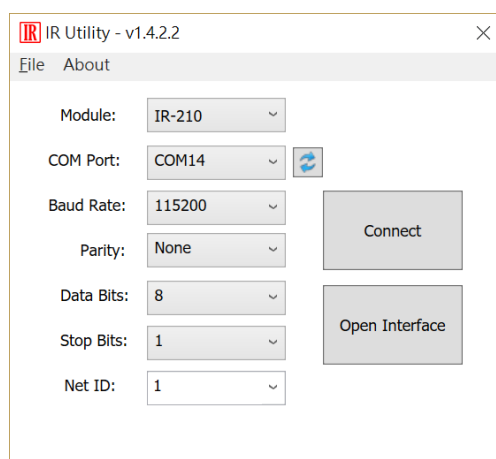 IR IR Utility - v1.4.2.2
File About
Module: IR-210
COM Port: COM14
Baud Rate: 115200
Connect
Parity: None
Data Bits: 8
Open Interface
Stop Bits: 1
Net ID: 1